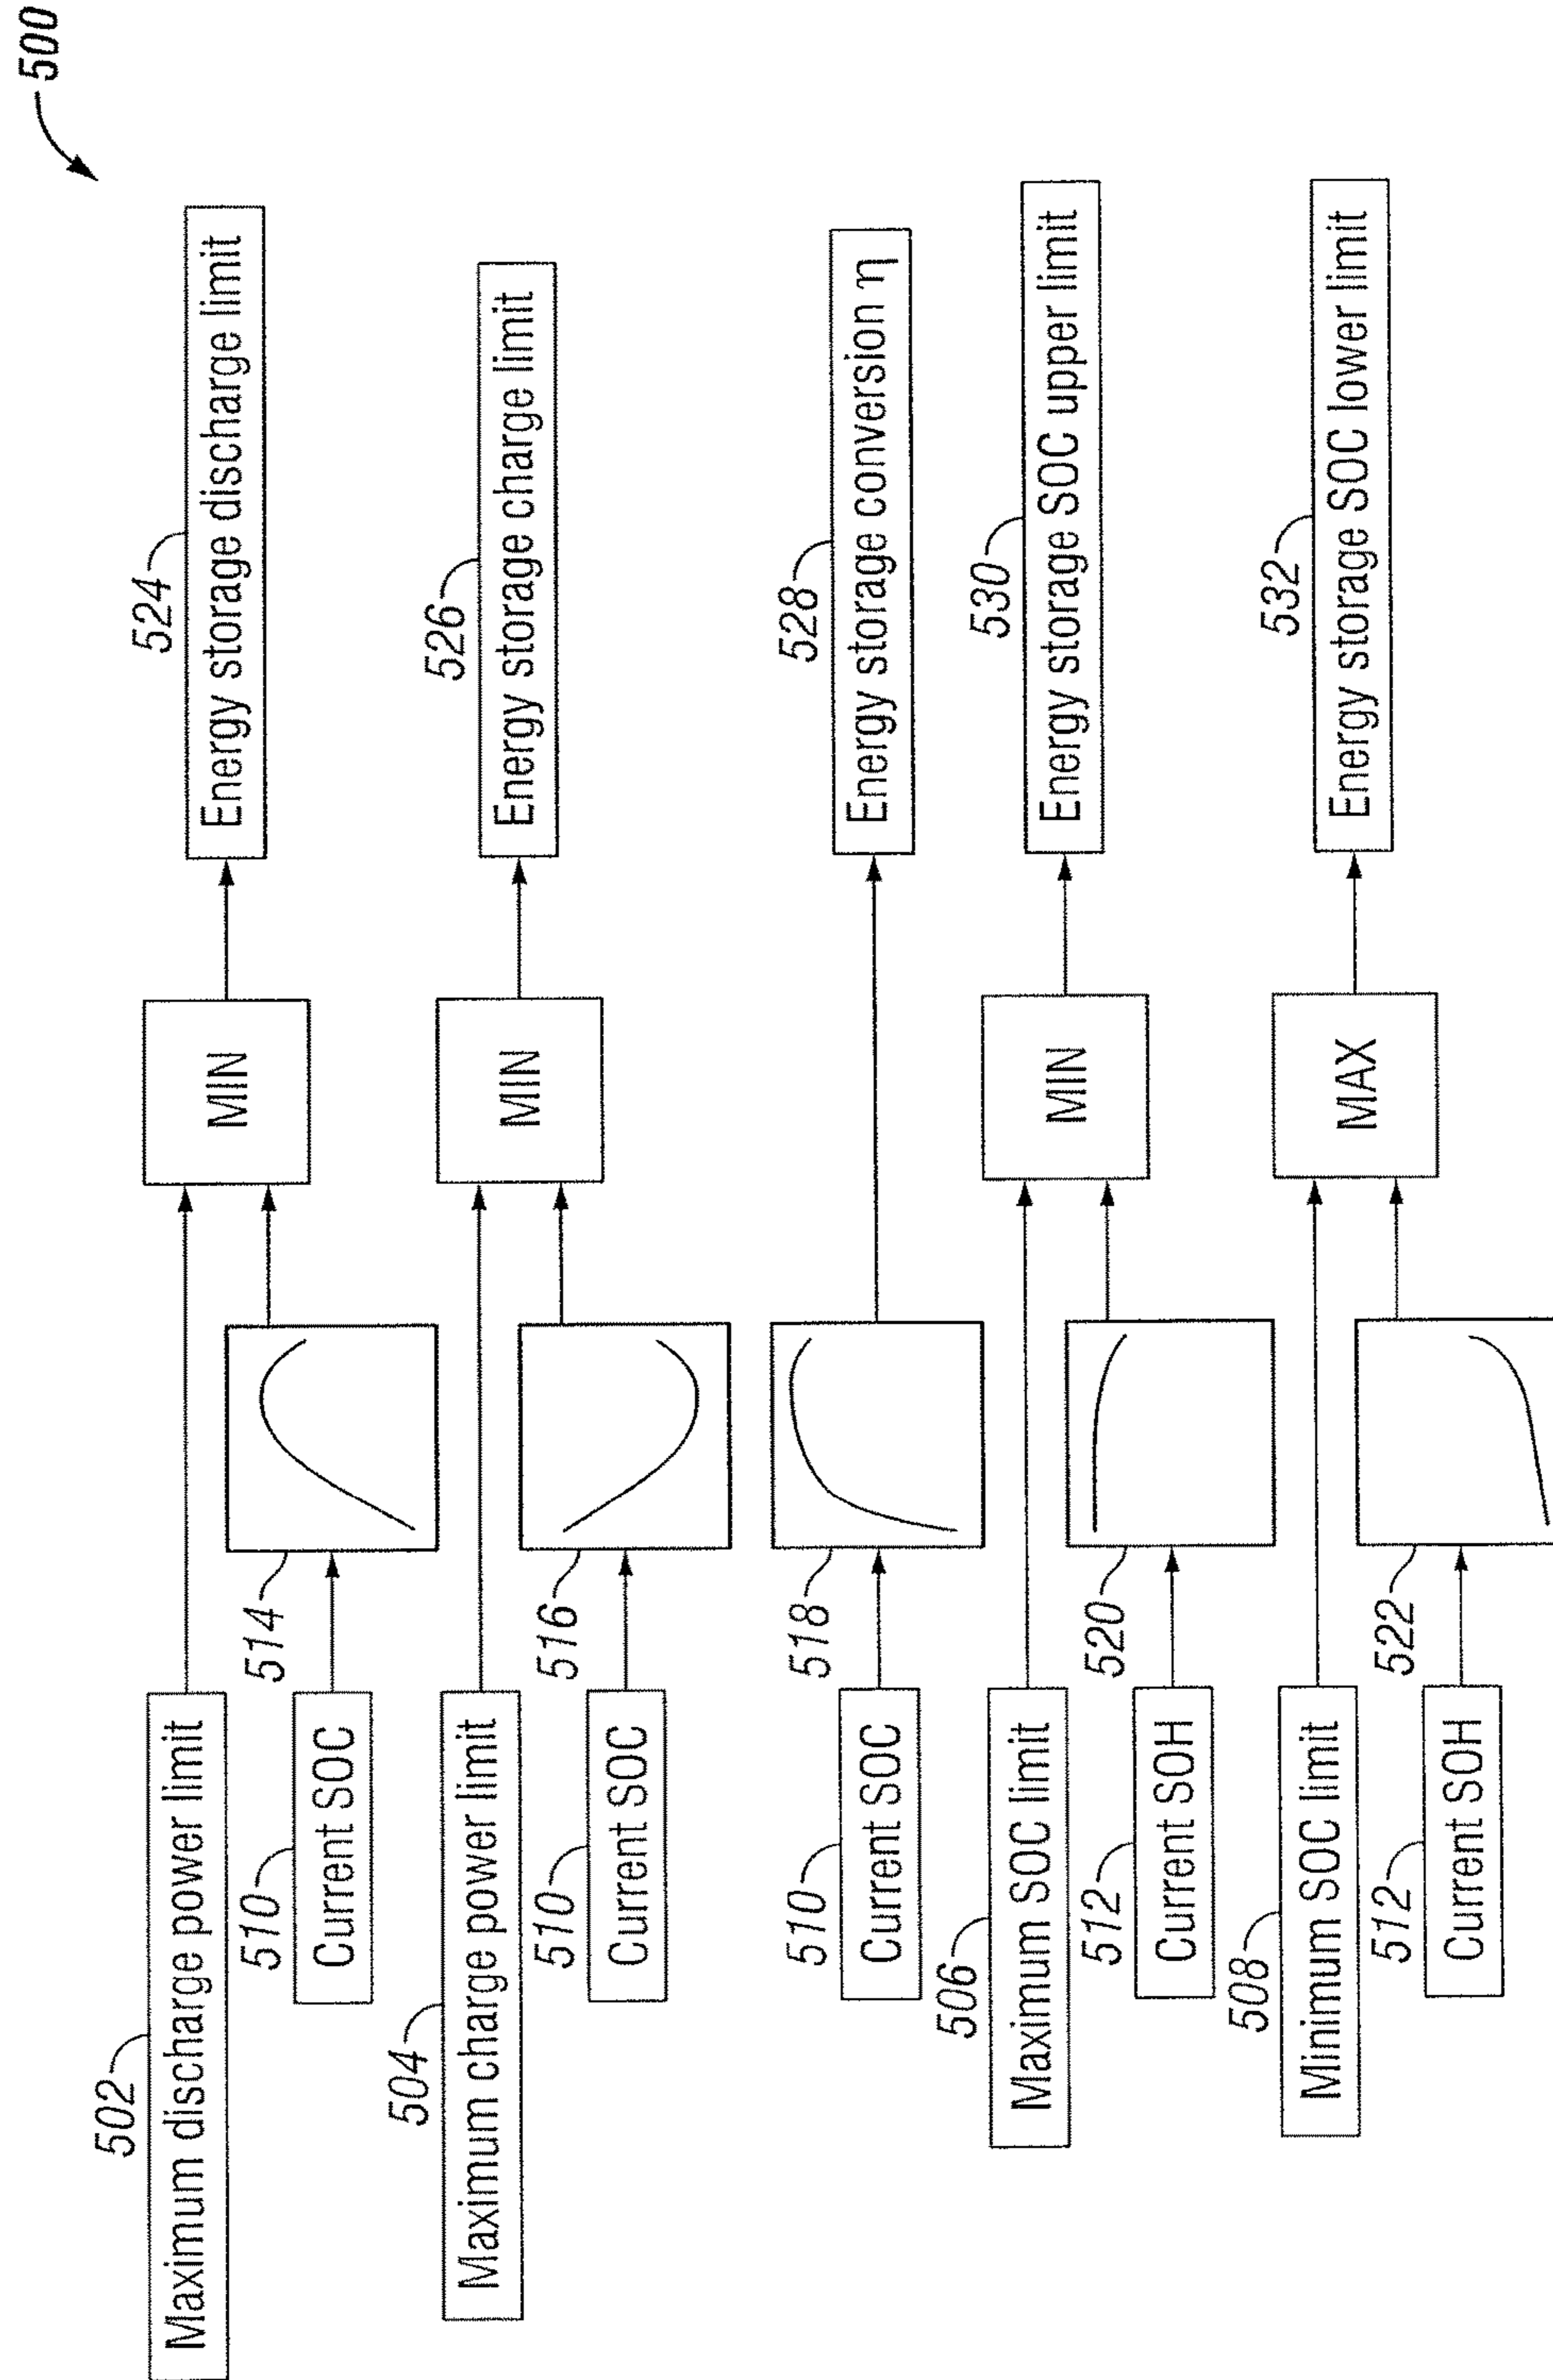 500
502
Maximum discharge power limit
510
Current SOC
514
MIN
524
Energy storage discharge limit
504
Maximum charge power limit
510
Current SOC
516
MIN
526
Energy storage charge limit
510
Current SOC
518
528
Energy storage conversion η
506
Maximum SOC limit
512
Current SOH
520
MIN
530
Energy storage SOC upper limit
508
Minimum SOC limit
512
Current SOH
522
MAX
532
Energy storage SOC lower limit